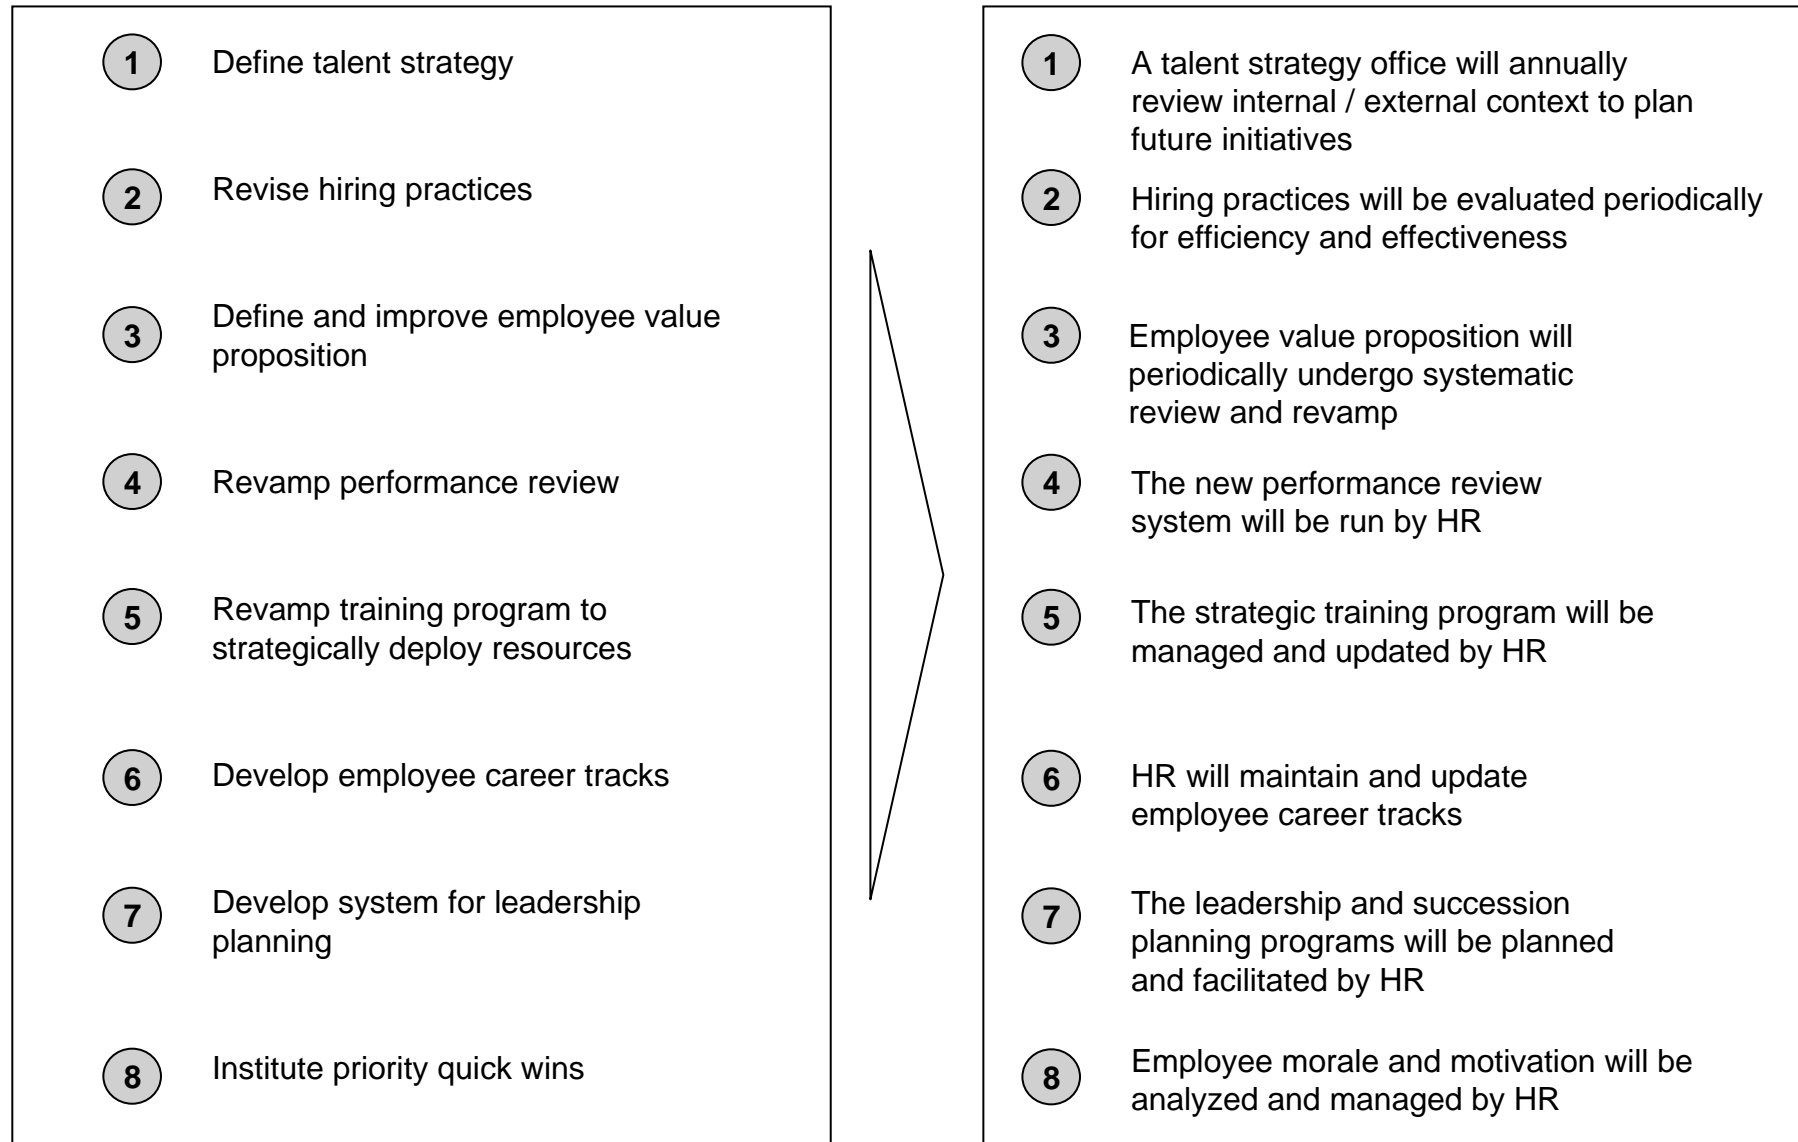 1
Define talent strategy
2
Revise hiring practices
3
Define and improve employee value
proposition
4
Revamp performance review
5
Revamp training program to
strategically deploy resources
6
Develop employee career tracks
7
Develop system for leadership
planning
8
Institute priority quick wins
1
A talent strategy office will annually
review internal / external context to plan
future initiatives
2
Hiring practices will be evaluated periodically
for efficiency and effectiveness
3
Employee value proposition will
periodically undergo systematic
review and revamp
4
The new performance review
system will be run by HR
5
The strategic training program will be
managed and updated by HR
6
HR will maintain and update
employee career tracks
7
The leadership and succession
planning programs will be planned
and facilitated by HR
8
Employee morale and motivation will be
analyzed and managed by HR